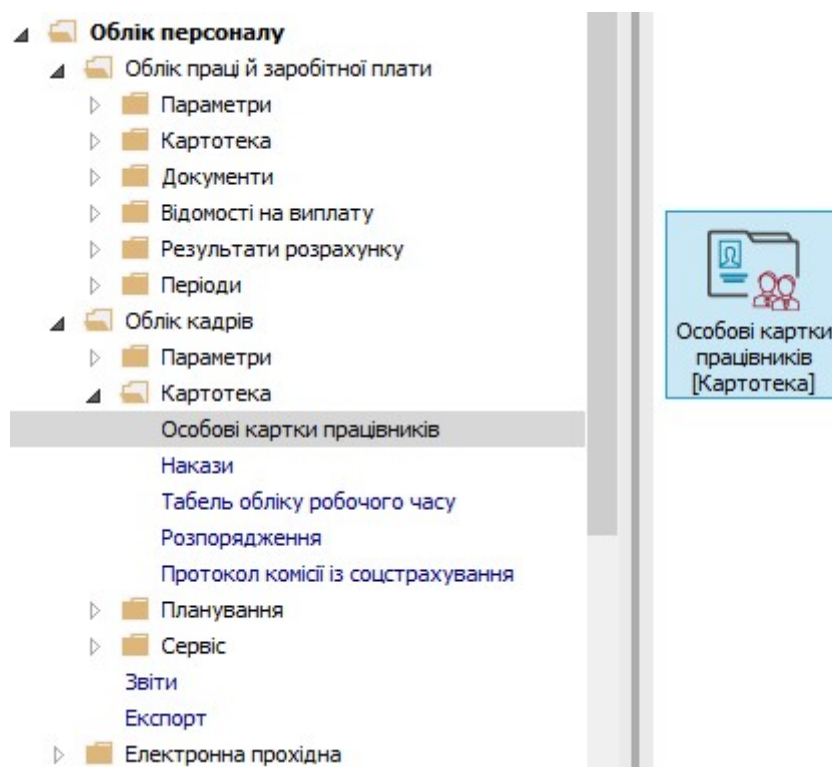 Облік персоналу
Облік праці й заробітної плати
Параметри
Картотека
Документи
Відомості на виплату
Результати розрахунку
Періоди
Облік кадрів
Параметри
Картотека
Особові картки працівників
Накази
Табель обліку робочого часу
Розпорядження
Протокол комісії із соцстрахування
Планування
Сервіс
Звіти
Експорт
Електронна прохідна
Особові картки
працівників
[Картотека]